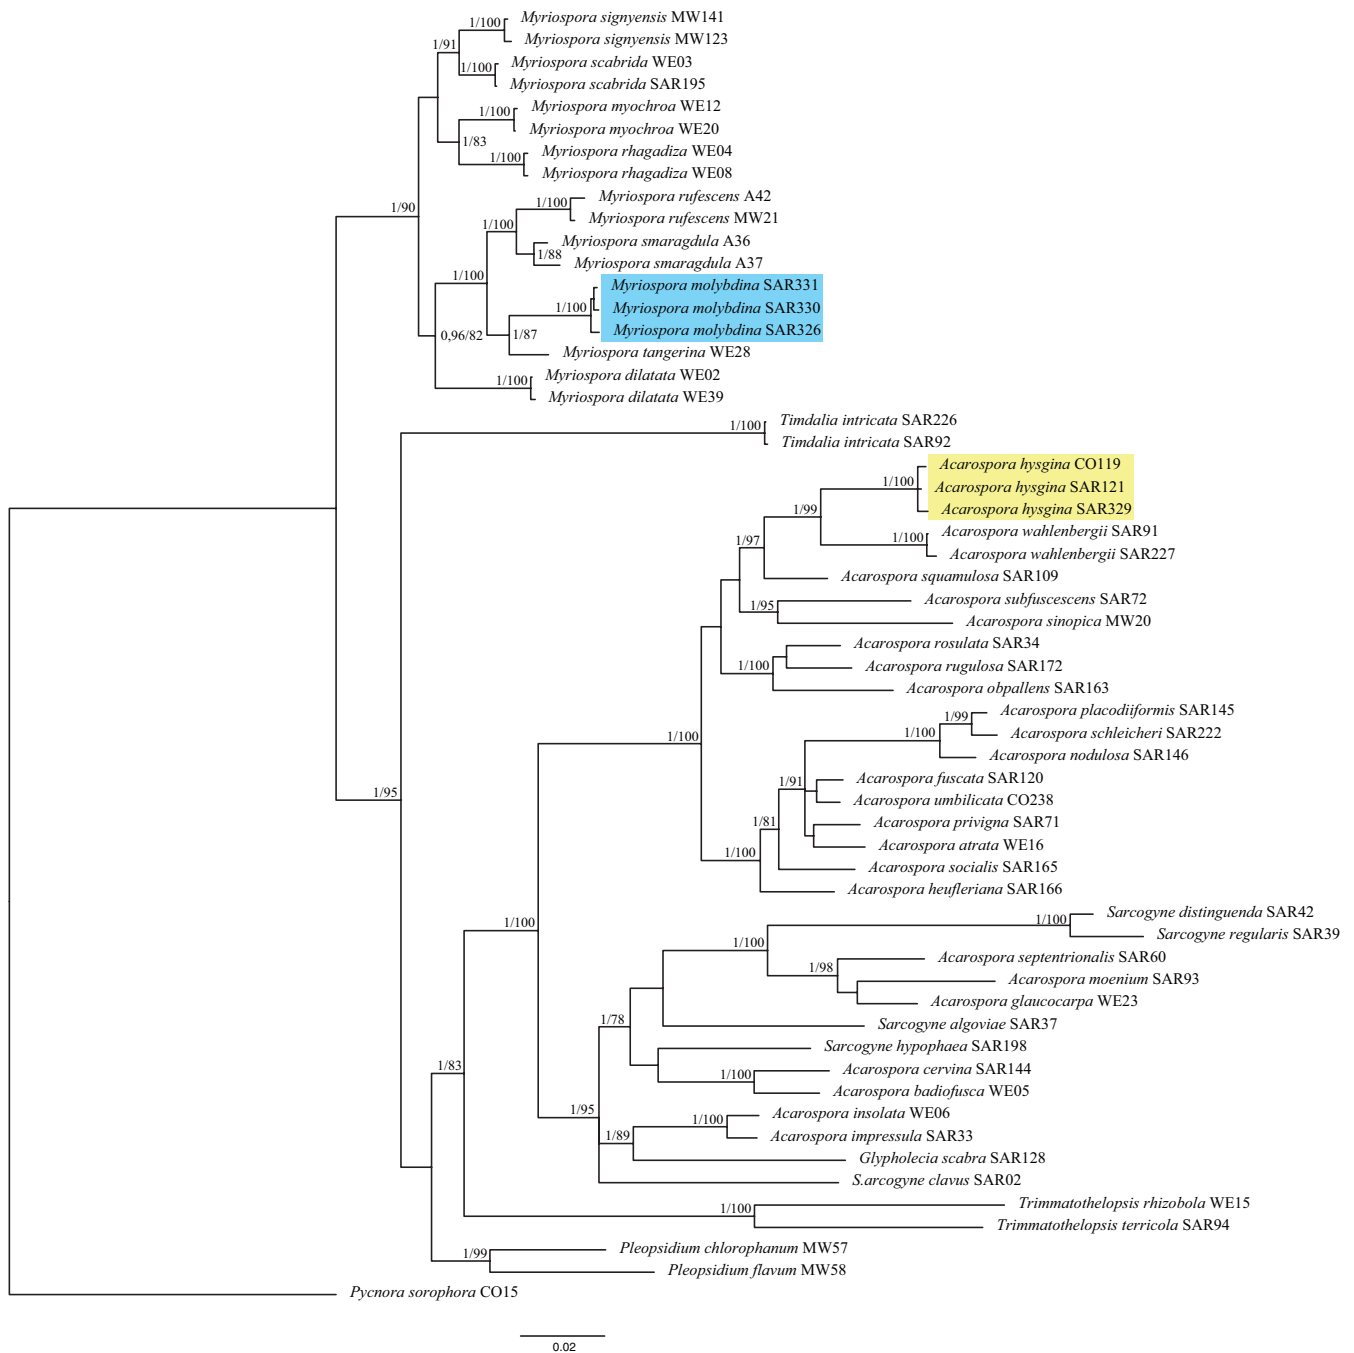 Myriospora signyensis MW141
1/100
Myriospora signyensis MW123
1/91
Myriospora scabrida WE03
1/100
Myriospora scabrida SAR195
Myriospora myochroa WE12
1/100
Myriospora myochroa WE20
1/83
Myriospora rhagadiza WE04
1/100
Myriospora rhagadiza WE08
Myriospora rufescens A42
1/100
1/90
Myriospora rufescens MW21
1/100
Myriospora smaragdula A36
1/88
Myriospora smaragdula A37
1/100
Myriospora molybdina SAR331
Myriospora molybdina SAR330
1/100
Myriospora molybdina SAR326
0,96/82
1/87
Myriospora tangerina WE28
Myriospora dilatata WE02
1/100
Myriospora dilatata WE39
Timdalia intricata SAR226
1/100
Timdalia intricata SAR92
Acarospora hysgina CO119
1/100
Acarospora hysgina SAR121
Acarospora hysgina SAR329
1/99
Acarospora wahlenbergii SAR91
1/100
1/97
Acarospora wahlenbergii SAR227
Acarospora squamulosa SAR109
Acarospora subfuscescens SAR72
1/95
Acarospora sinopica MW20
Acarospora rosulata SAR34
1/100
Acarospora rugulosa SAR172
Acarospora obpallens SAR163
Acarospora placodiiformis SAR145
1/99
Acarospora schleicheri SAR222
1/100
1/100
Acarospora nodulosa SAR146
Acarospora fuscata SAR120
1/91
1/95
Acarospora umbilicata CO238
Acarospora privigna SAR71
1/81
Acarospora atrata WE16
1/100
Acarospora socialis SAR165
Acarospora heufleriana SAR166
Sarcogyne distinguenda SAR42
1/100
1/100
Sarcogyne regularis SAR39
1/100
Acarospora septentrionalis SAR60
1/98
Acarospora moenium SAR93
Acarospora glaucocarpa WE23
1/78
Sarcogyne algoviae SAR37
Sarcogyne hypophaea SAR198
1/83
Acarospora cervina SAR144
1/100
Acarospora badiofusca WE05
1/95
Acarospora insolata WE06
1/100
Acarospora impressula SAR33
1/89
Glypholecia scabra SAR128
S.arcogyne clavus SAR02
Trimmatothelopsis rhizobola WE15
1/100
Trimmatothelopsis terricola SAR94
Pleopsidium chlorophanum MW57
1/99
Pleopsidium flavum MW58
Pycnora sorophora CO15
0.02